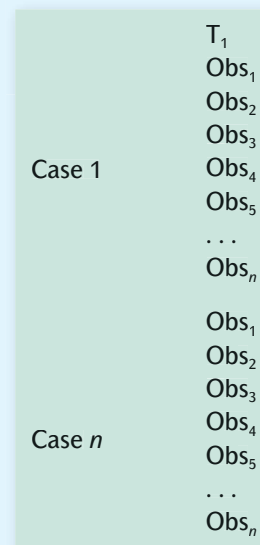 T₁
Obs₁
Obs₂
Obs₃
Case 1 Obs₄
Obs₅
. . .
Obsₙ
Obs₁
Obs₂
Obs₃
Case n Obs₄
Obs₅
. . .
Obsₙ